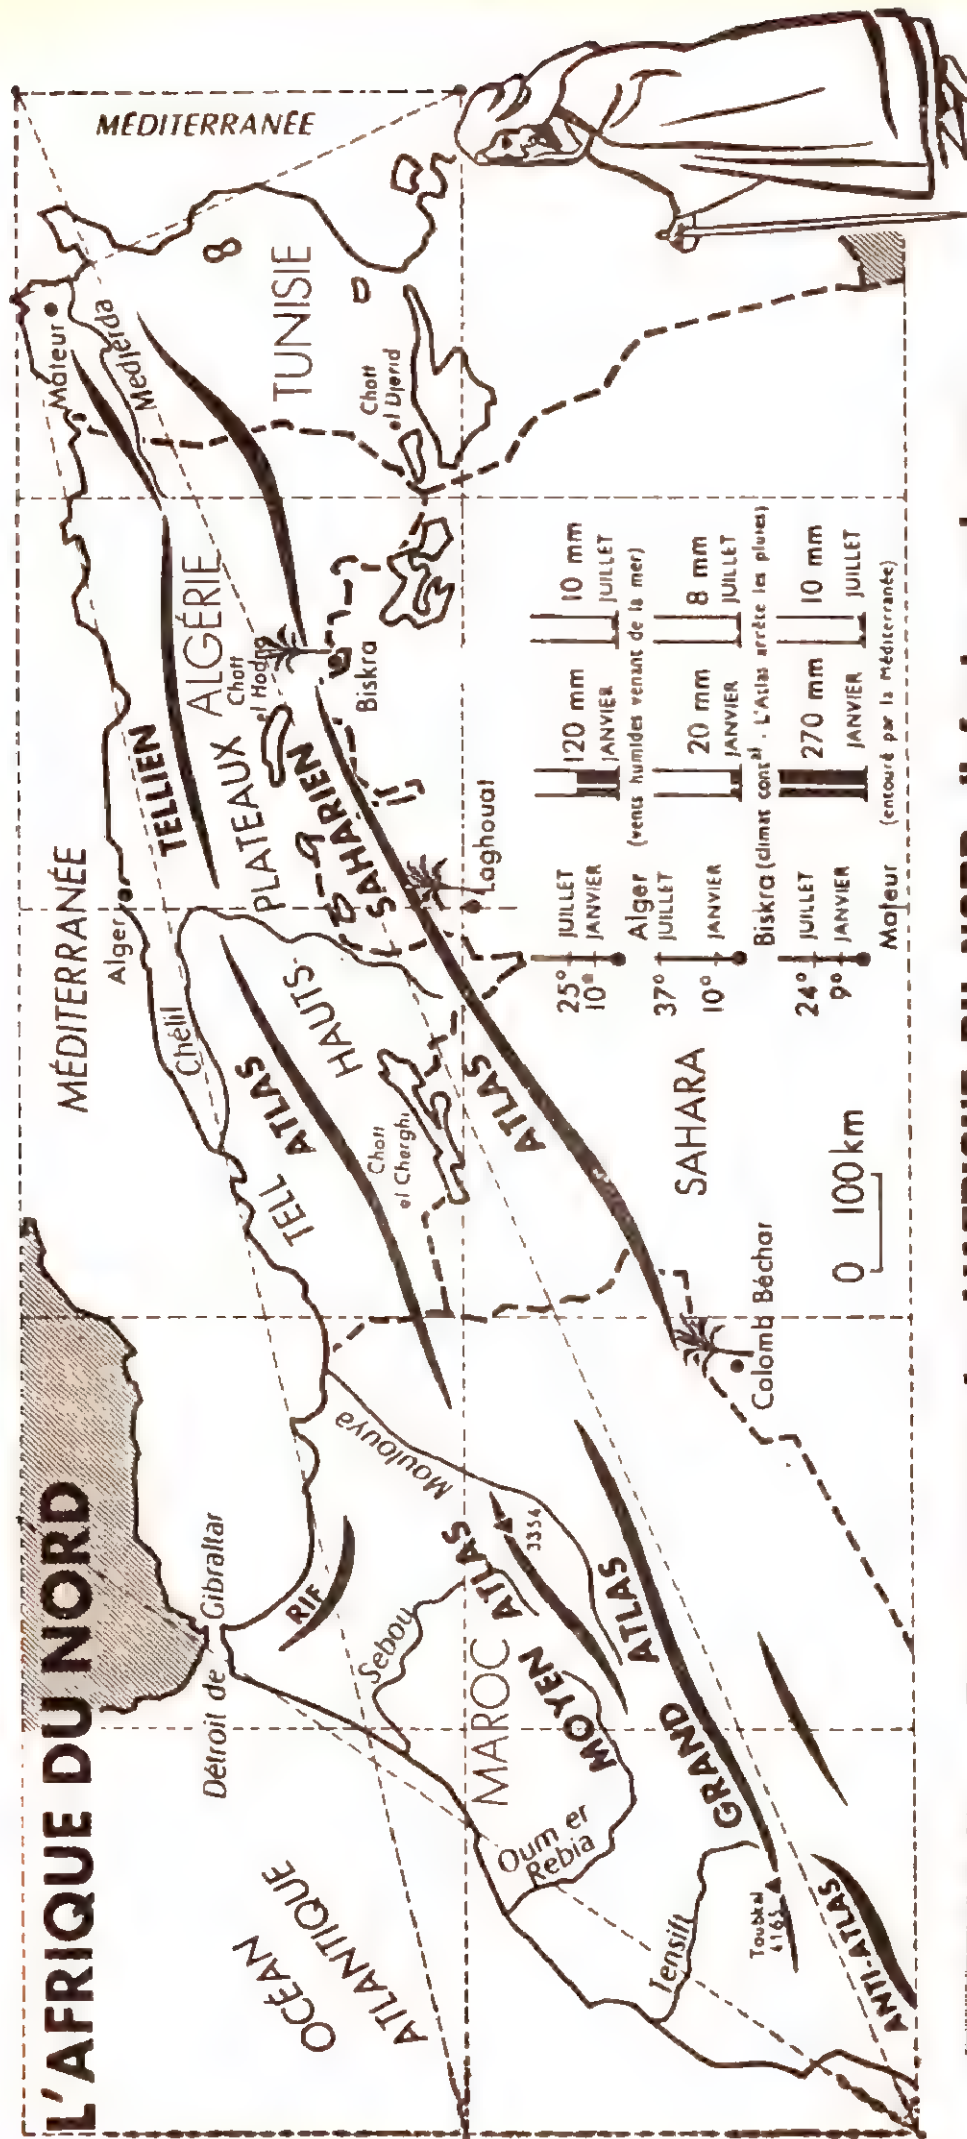 L'AFRIQUE DU NORD
MÉDITERRANÉE
MÉDITERRANÉE
OCÉAN
ATLANTIQUE
Détroit de Gibraltar
RIF
Sebou
Moulouya
MAROC
MOYEN ATLAS
3354
Oum er
Rebia
Tensift
GRAND ATLAS
Toubkal
4165
ANTI-ATLAS
Alger
Chélif
TELL ATLAS TELLIEN
HAUTS PLATEAUX
ALGÉRIE
Chott
el Cherghi
Chott
el Hodna
ATLAS SAHARIEN
Biskra
Laghouat
Colomb Béchar
SAHARA
Mateur
Medjerda
TUNISIE
Chott
el Djerid
0 100 km
25° JUILLET 120 mm 10 mm
10° JANVIER JANVIER JUILLET
Alger (vents humides venant de la mer)
37° JUILLET 20 mm 8 mm
10° JANVIER JANVIER JUILLET
Biskra (climat contal. L'Atlas arrête les pluies)
24° JUILLET 270 mm 10 mm
9° JANVIER JANVIER JUILLET
Mateur (entouré par la Méditerranée)